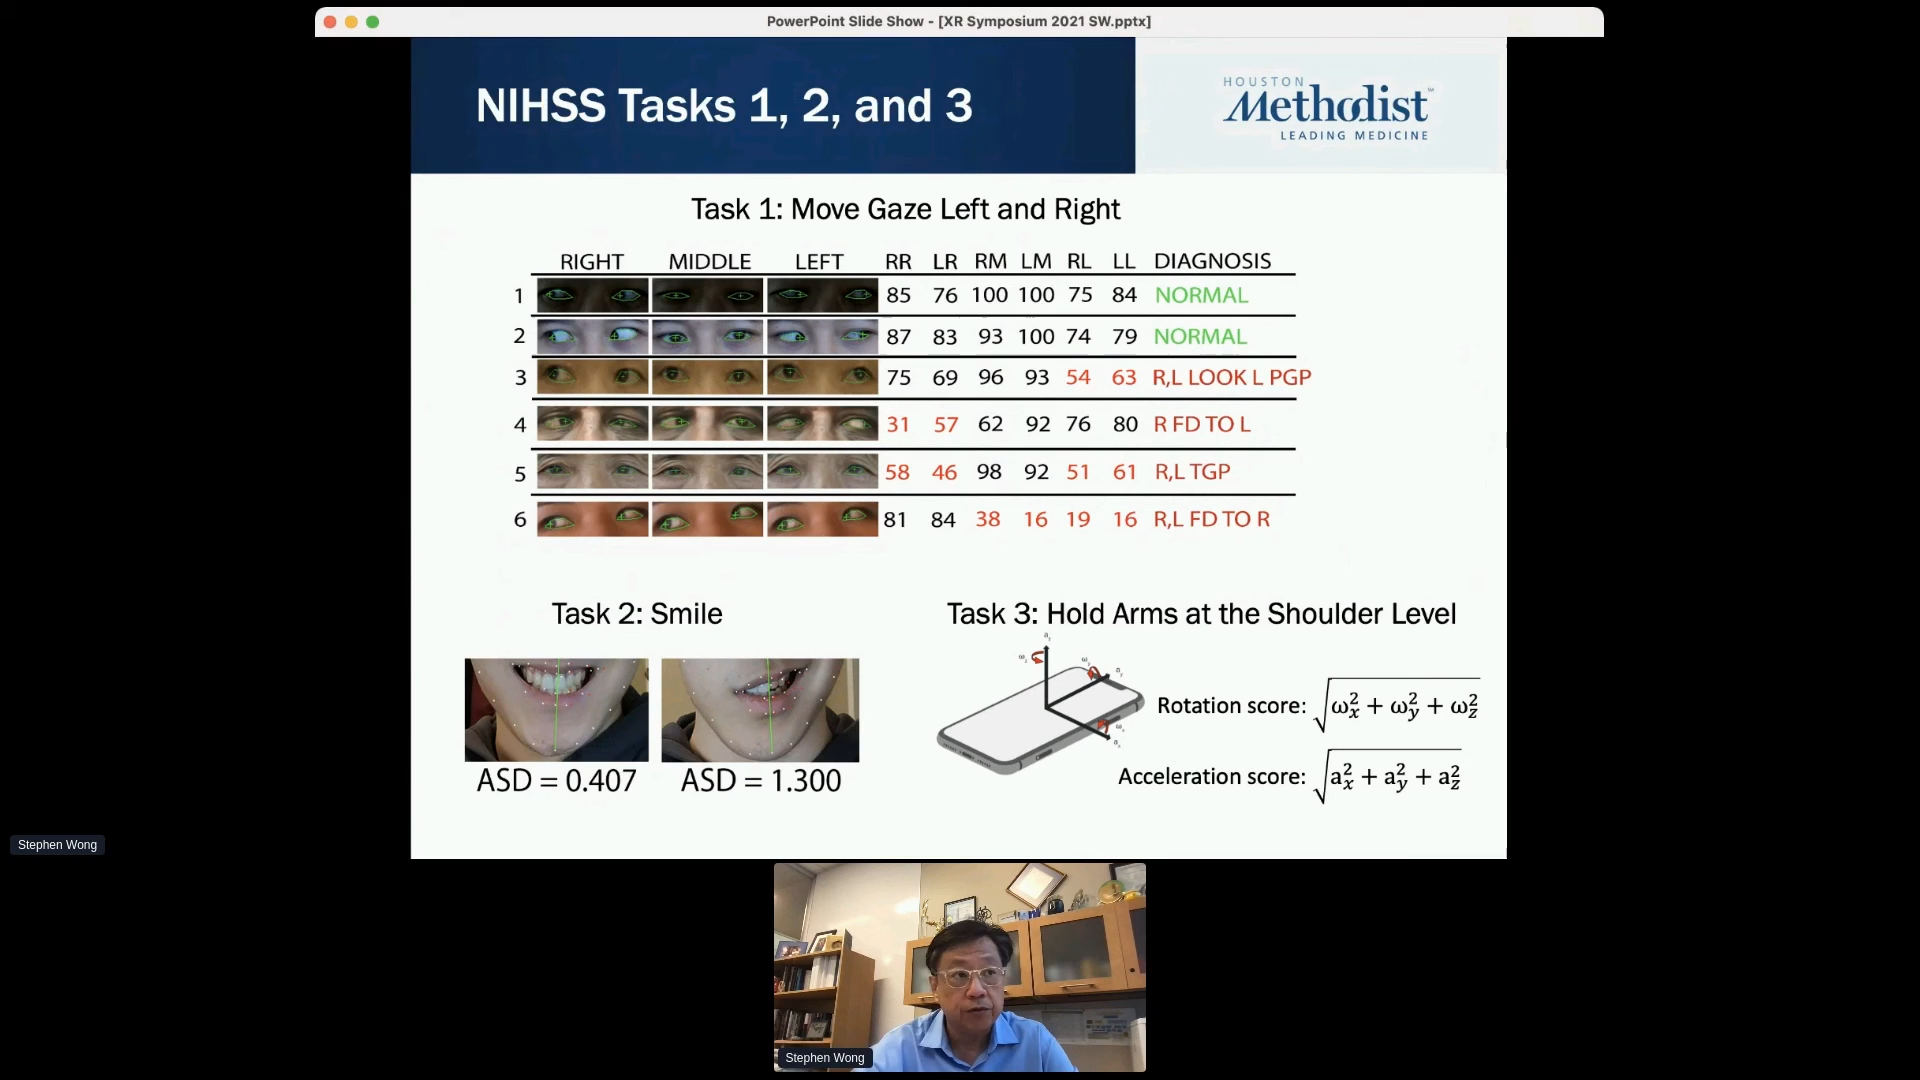 PowerPoint Slide Show - [XR Symposium 2021 SW.pptx]
NIHSS Tasks 1, 2, and 3
HOUSTON
Methodist
LEADING MEDICINE
Task 1: Move Gaze Left and Right
RIGHT MIDDLE LEFT RR LR RM LM RL LL DIAGNOSIS
1 85 76 100 100 75 84 NORMAL
2 87 83 93 100 74 79 NORMAL
3 75 69 96 93 54 63 R,L LOOK L PGP
4 31 57 62 92 76 80 R FD TO L
5 58 46 98 92 51 61 R,L TGP
6 81 84 38 16 19 16 R,L FD TO R
Task 2: Smile
ASD = 0.407 ASD = 1.300
Task 3: Hold Arms at the Shoulder Level
Rotation score: √(ω²x + ω²y + ω²z)
Acceleration score: √(a²x + a²y + a²z)
Stephen Wong
Stephen Wong